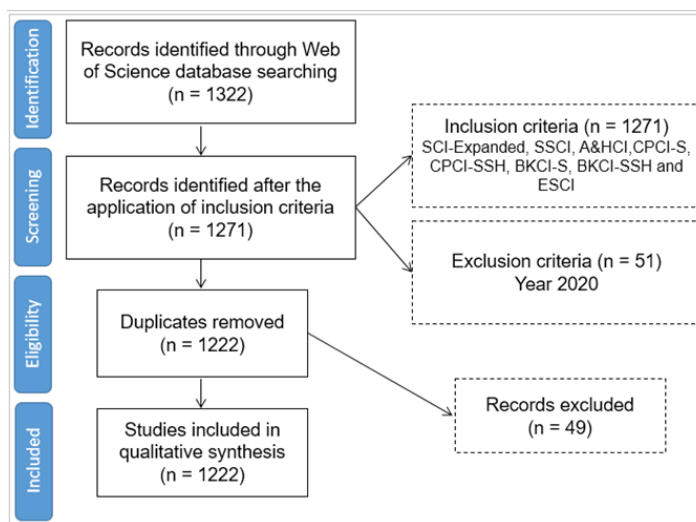 Identification
Records identified through Web
of Science database searching
(n = 1322)
Screening
Records identified after the
application of inclusion criteria
(n = 1271)
Inclusion criteria (n = 1271)
SCI-Expanded, SSCI, A&HCI,CPCI-S,
CPCI-SSH, BKCI-S, BKCI-SSH and
ESCI
Exclusion criteria (n = 51)
Year 2020
Eligibility
Duplicates removed
(n = 1222)
Records excluded
(n = 49)
Included
Studies included in
qualitative synthesis
(n = 1222)